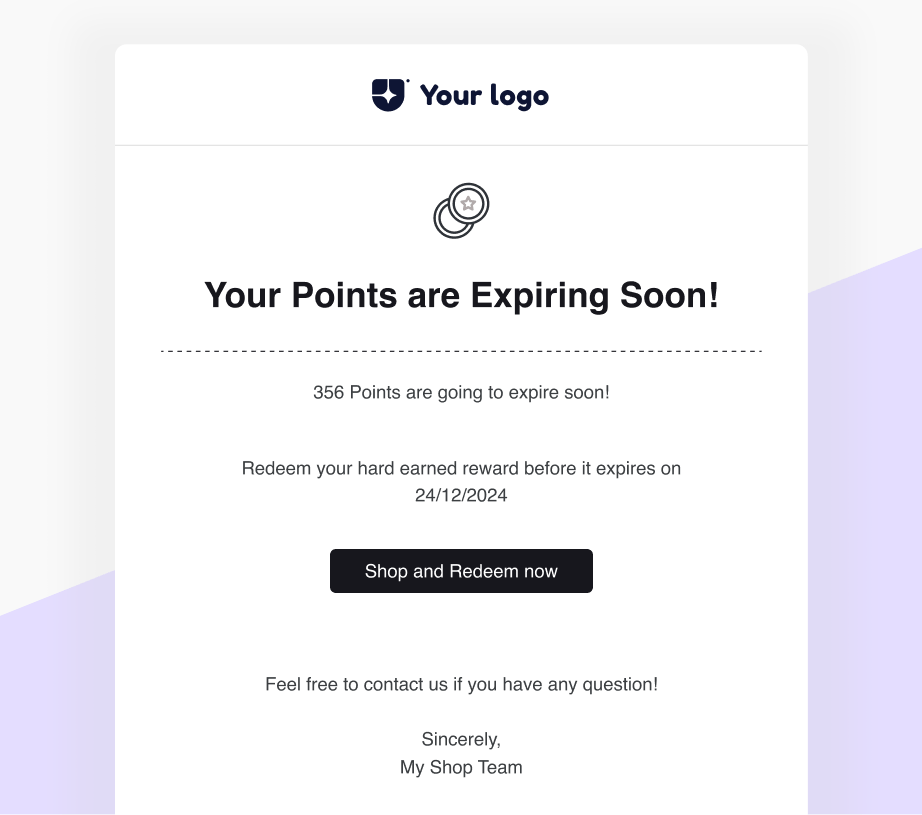 Your logo
Your Points are Expiring Soon!
356 Points are going to expire soon!
Redeem your hard earned reward before it expires on
24/12/2024
Shop and Redeem now
Feel free to contact us if you have any question!
Sincerely,
My Shop Team